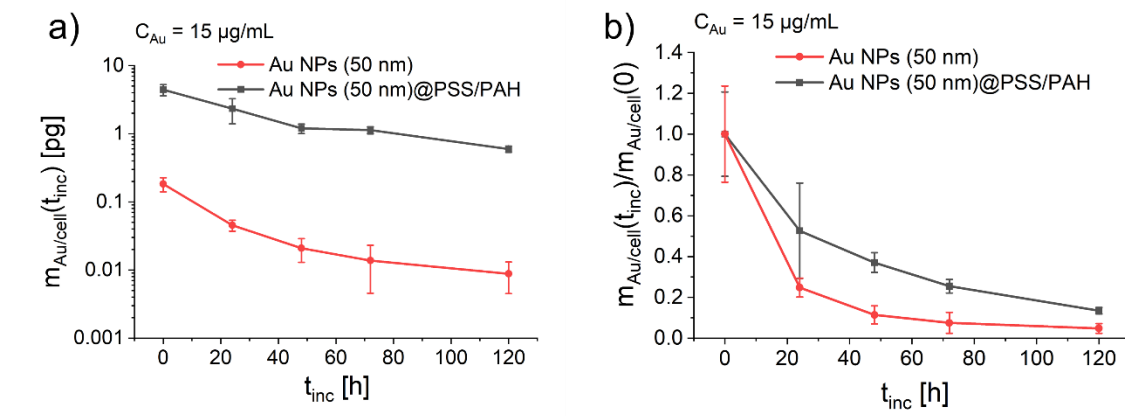 a)
C_Au = 15 µg/mL
Au NPs (50 nm)
Au NPs (50 nm)@PSS/PAH
10
1
0.1
0.01
0.001
m_Au/cell(t_inc) [pg]
0 20 40 60 80 100 120
t_inc [h]
b)
C_Au = 15 µg/mL
Au NPs (50 nm)
Au NPs (50 nm)@PSS/PAH
1.4
1.2
1.0
0.8
0.6
0.4
0.2
0.0
m_Au/cell(t_inc)/m_Au/cell(0)
0 20 40 60 80 100 120
t_inc [h]